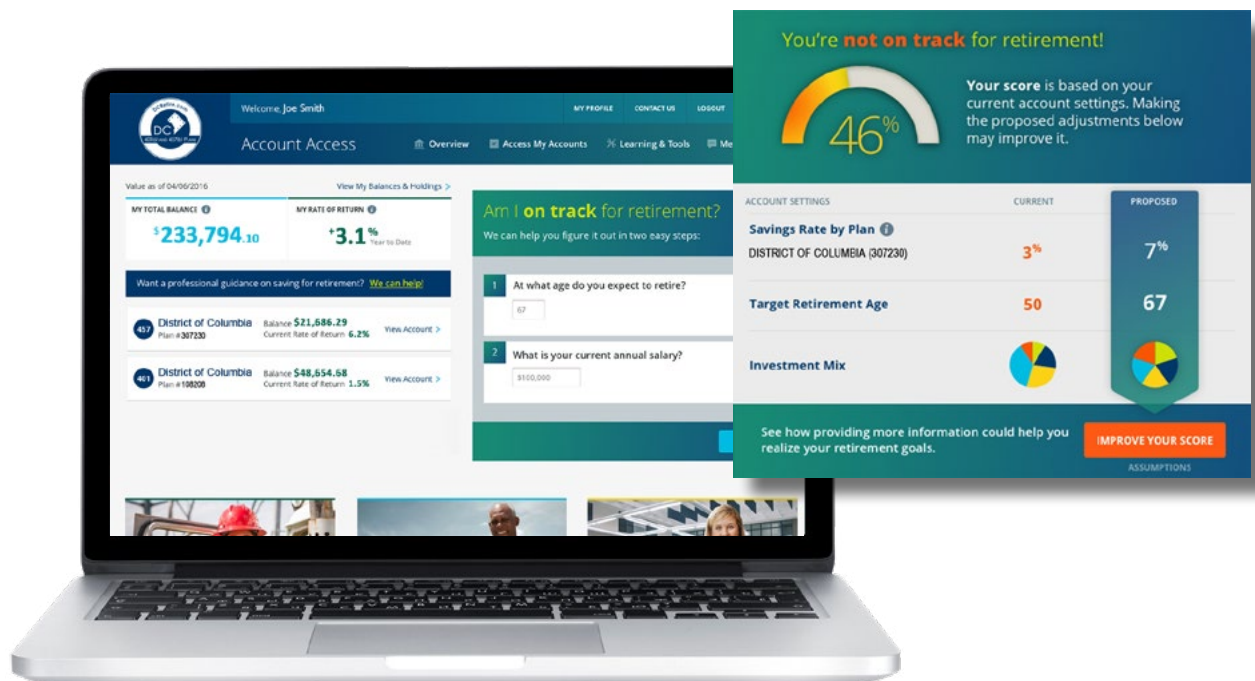 DCRetire.com
DC
Welcome, Joe Smith
MY PROFILE
CONTACT US
LOGOUT
Account Access
Overview
Access My Accounts
Learning & Tools
Me
Value as of 04/06/2016
View My Balances & Holdings >
MY TOTAL BALANCE i
$233,794.10
MY RATE OF RETURN i
+3.1%
Year to Date
Want a professional guidance on saving for retirement? We can help!
457
District of Columbia
Plan # 307230
Balance $21,686.29
Current Rate of Return 6.2%
View Account >
401
District of Columbia
Plan # 108208
Balance $48,654.68
Current Rate of Return 1.5%
View Account >
Am I on track for retirement?
We can help you figure it out in two easy steps:
1 At what age do you expect to retire?
67
2 What is your current annual salary?
$100,000
You're not on track for retirement!
46%
Your score is based on your
current account settings. Making
the proposed adjustments below
may improve it.
ACCOUNT SETTINGS
CURRENT
PROPOSED
Savings Rate by Plan i
DISTRICT OF COLUMBIA (307230)
3%
7%
Target Retirement Age
50
67
Investment Mix
See how providing more information could help you
realize your retirement goals.
IMPROVE YOUR SCORE
ASSUMPTIONS